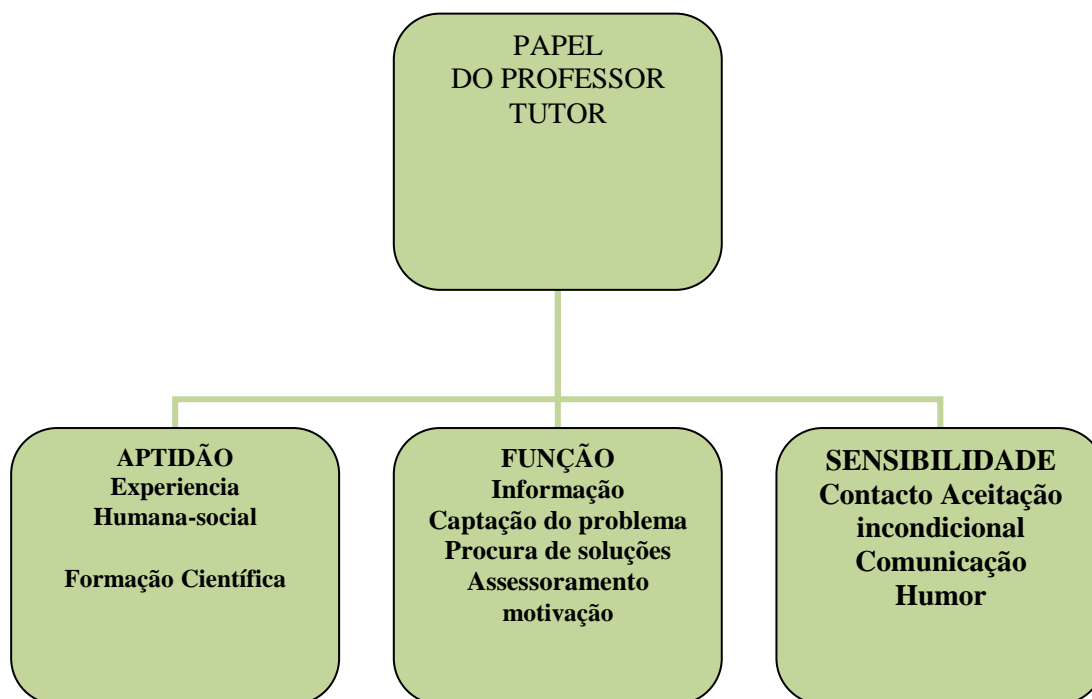 PAPEL
DO PROFESSOR
TUTOR
APTIDÃO
Experiencia
Humana-social
Formação Científica
FUNÇÃO
Informação
Captação do problema
Procura de soluções
Assessoramento
motivação
SENSIBILIDADE
Contacto Aceitação
incondicional
Comunicação
Humor